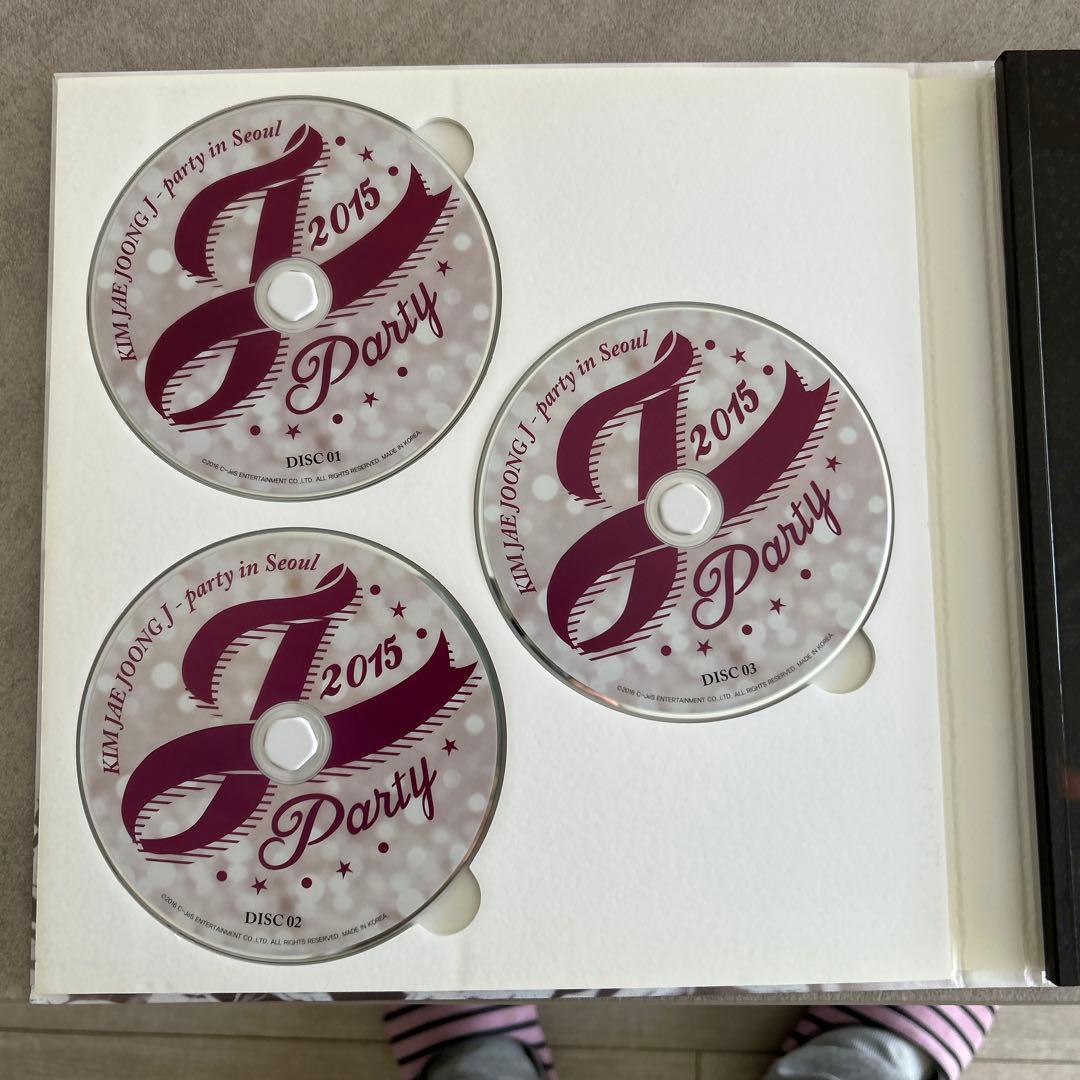 KIM JAE JOONG J - party in Seoul
J
2015
Party
DISC 01
©2016 C-JeS ENTERTAINMENT CO.,LTD. ALL RIGHTS RESERVED. MADE IN KOREA.
KIM JAE JOONG J - party in Seoul
J
2015
Party
DISC 03
©2016 C-JeS ENTERTAINMENT CO.,LTD. ALL RIGHTS RESERVED. MADE IN KOREA.
KIM JAE JOONG J - party in Seoul
J
2015
Party
DISC 02
©2016 C-JeS ENTERTAINMENT CO.,LTD. ALL RIGHTS RESERVED. MADE IN KOREA.